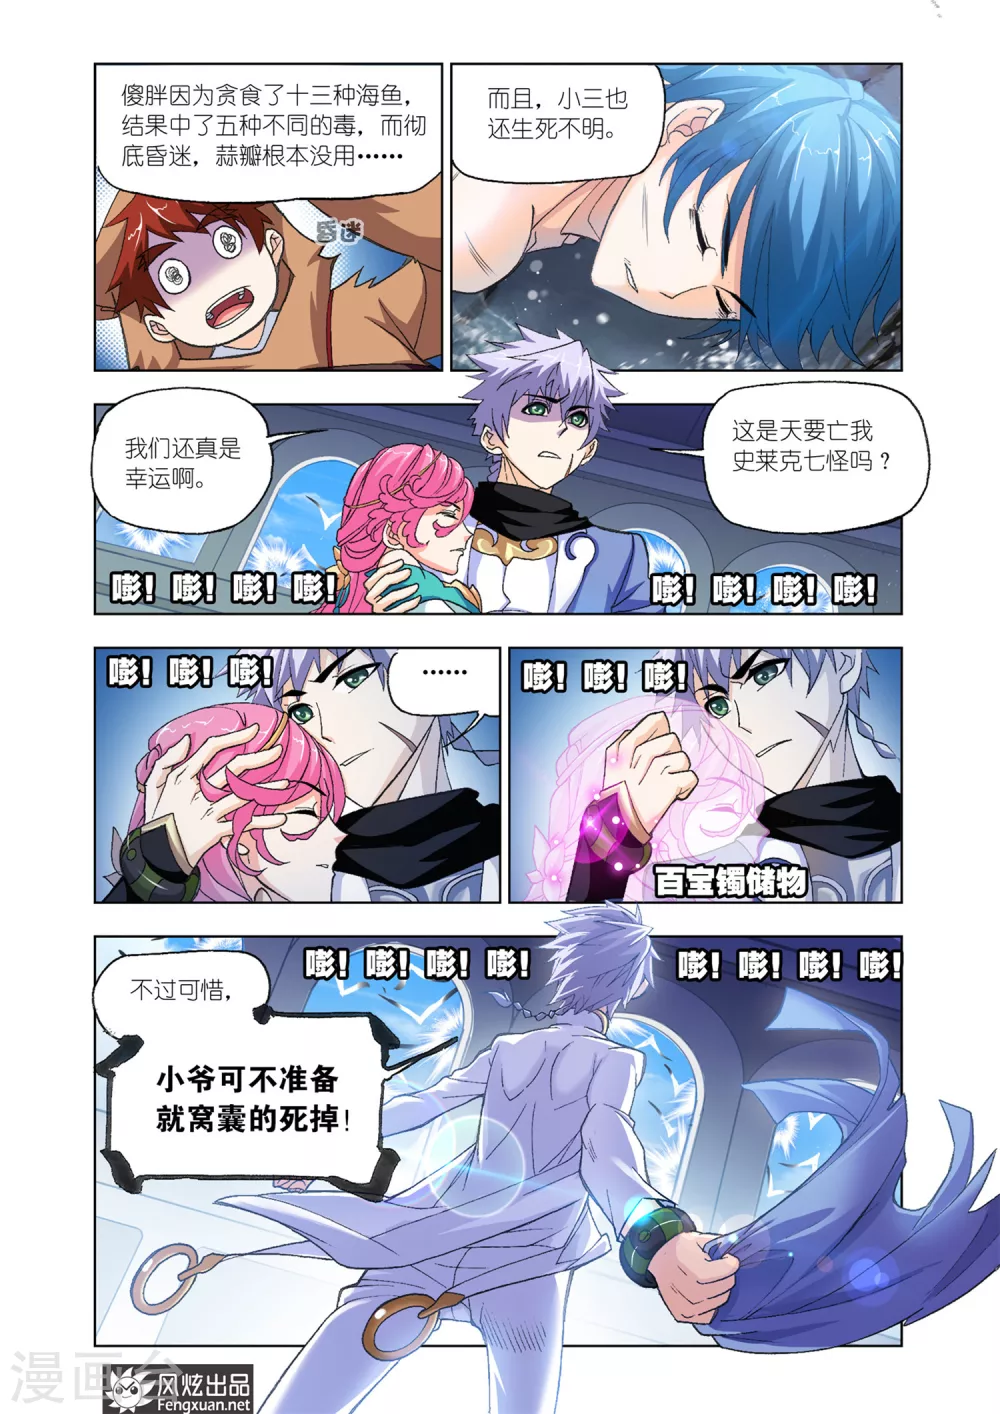 傻胖因为贪食了十三种海鱼，
结果中了五种不同的毒，而彻
底昏迷，蒜瓣根本没用……
昏迷
而且，小三也
还生死不明。
我们还真是
幸运啊。
这是天要亡我
史莱克七怪吗？
嘭！嘭！嘭！嘭！
嘭！嘭！嘭！嘭！
嘭！嘭！嘭！
……
嘭！嘭！嘭！
百宝镯储物
嘭！嘭！嘭！嘭！
嘭！嘭！嘭！嘭！
不过可惜，
小爷可不准备
就窝囊的死掉！
漫画台
风炫出品
Fengxuan.net